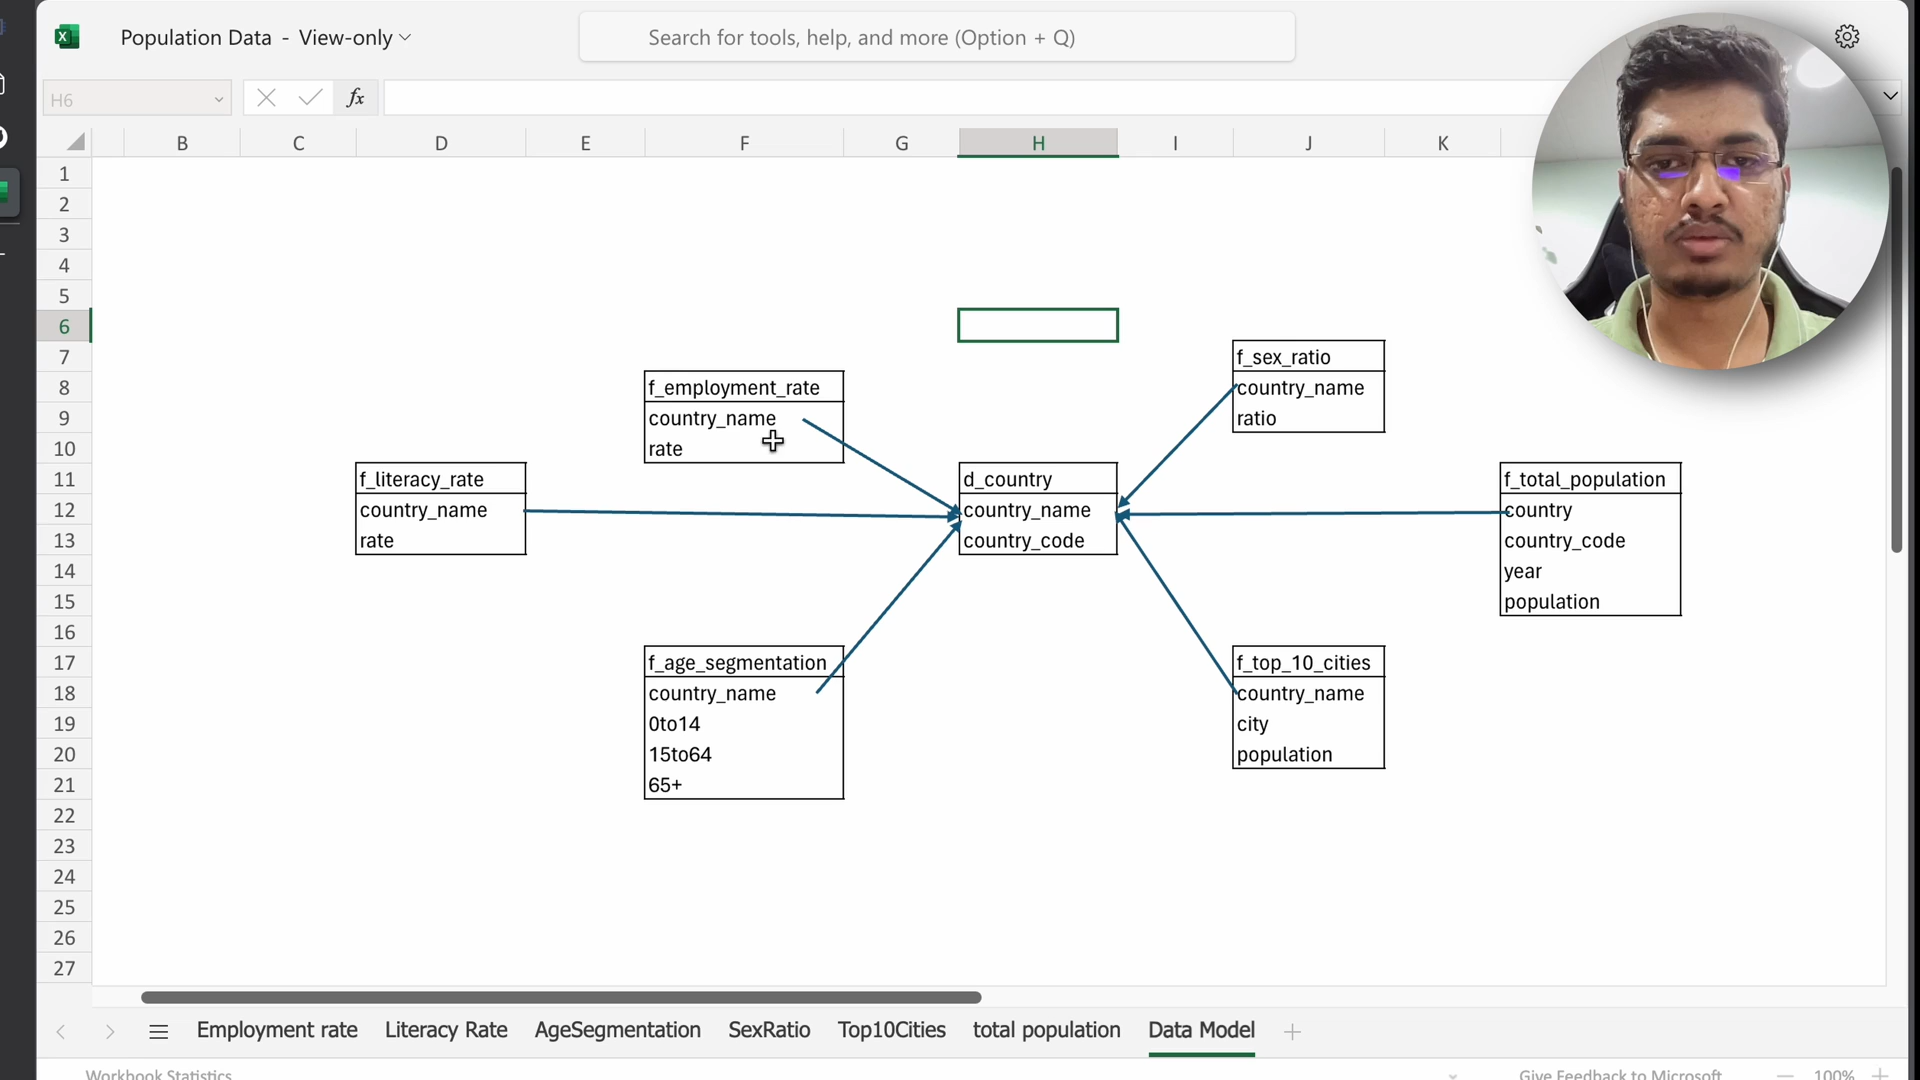 Population Data - View-only
Search for tools, help, and more (Option + Q)
H6
fx
B C D E F G H I J K
1
2
3
4
5
6
7
8
9
10
11
12
13
14
15
16
17
18
19
20
21
22
23
24
25
26
27
f_sex_ratio
country_name
ratio
f_employment_rate
country_name
rate
f_literacy_rate
country_name
rate
d_country
country_name
country_code
f_total_population
country
country_code
year
population
f_age_segmentation
country_name
0to14
15to64
65+
f_top_10_cities
country_name
city
population
Employment rate Literacy Rate AgeSegmentation SexRatio Top10Cities total population Data Model
Workbook Statistics Give Feedback to Microsoft 100%